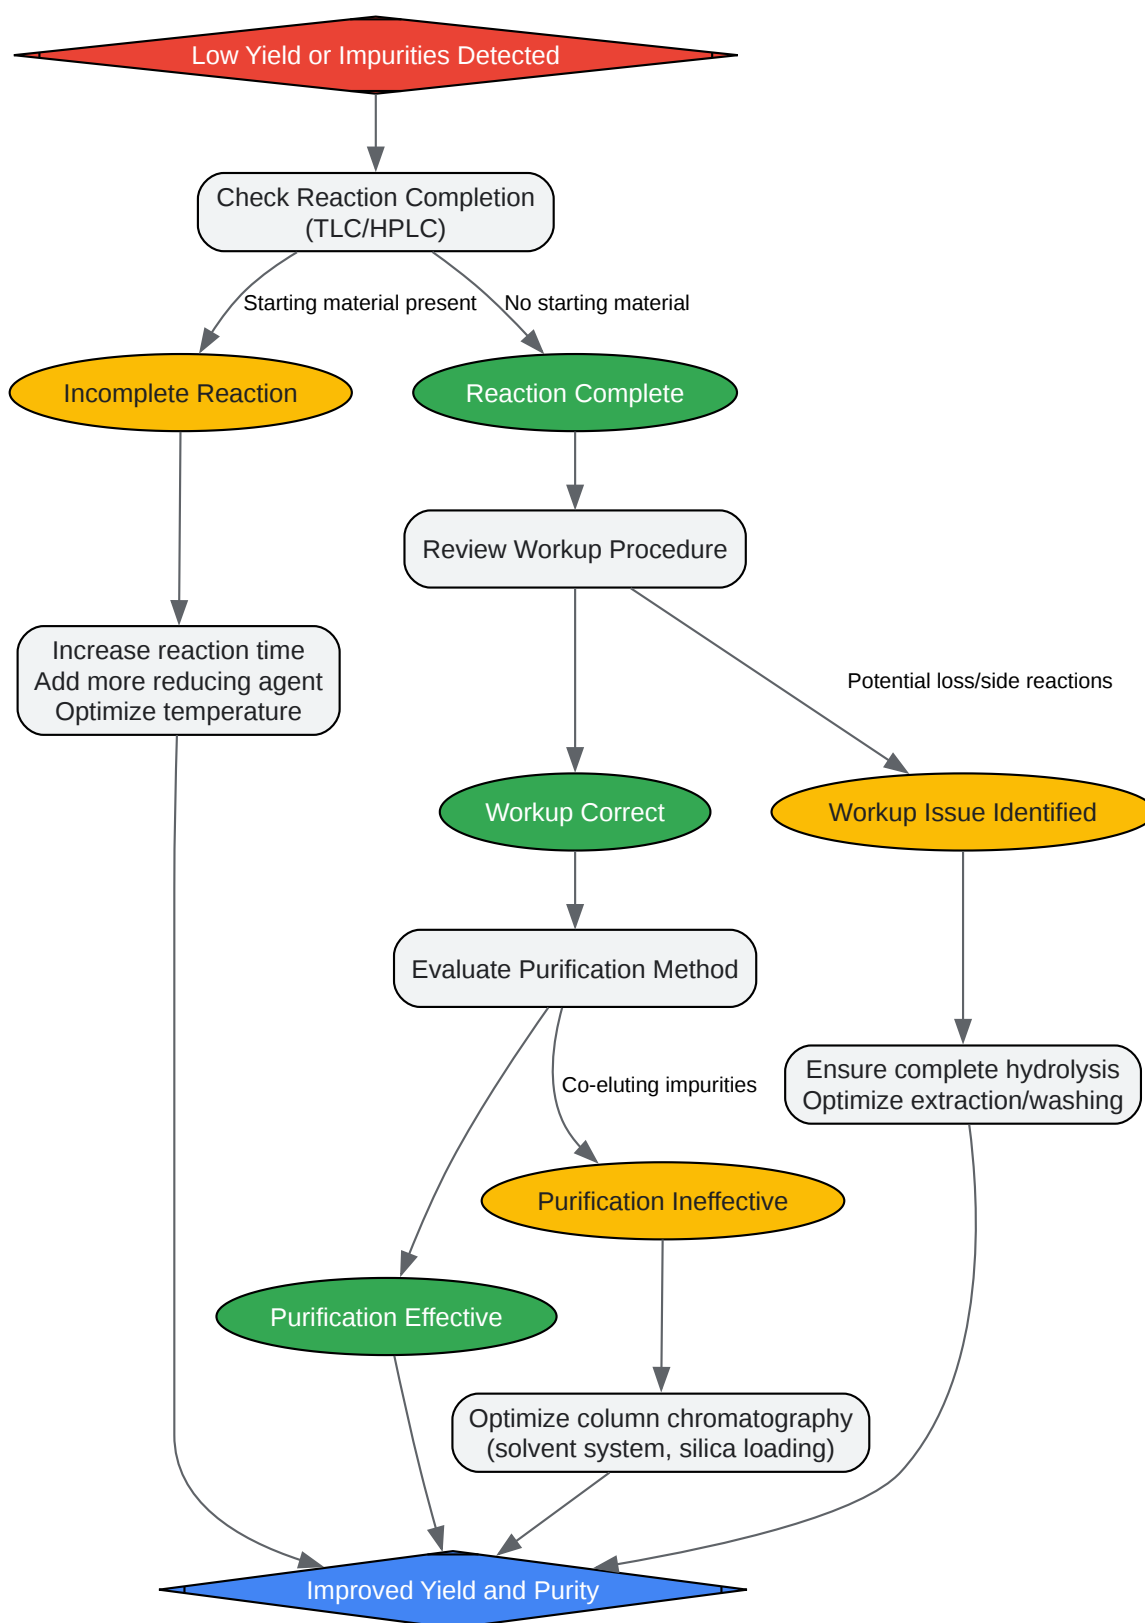 Low Yield or Impurities Detected
Check Reaction Completion
(TLC/HPLC)
Starting material present
No starting material
Incomplete Reaction
Reaction Complete
Review Workup Procedure
Increase reaction time
Add more reducing agent
Optimize temperature
Potential loss/side reactions
Workup Correct
Workup Issue Identified
Evaluate Purification Method
Co-eluting impurities
Ensure complete hydrolysis
Optimize extraction/washing
Purification Ineffective
Purification Effective
Optimize column chromatography
(solvent system, silica loading)
Improved Yield and Purity